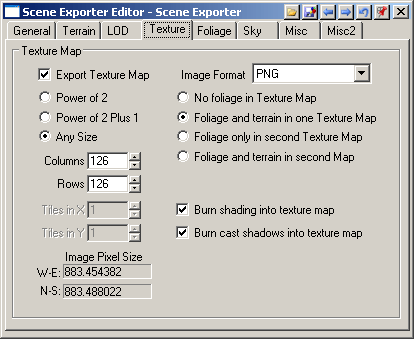 Scene Exporter Editor - Scene Exporter
General Terrain LOD Texture Foliage Sky Misc Misc2
Texture Map
Export Texture Map Image Format PNG
Power of 2 No foliage in Texture Map
Power of 2 Plus 1 Foliage and terrain in one Texture Map
Any Size Foliage only in second Texture Map
Columns 126 Foliage and terrain in second Map
Rows 126
Tiles in X 1 Burn shading into texture map
Tiles in Y 1 Burn cast shadows into texture map
Image Pixel Size
W-E: 883.454382
N-S: 883.488022